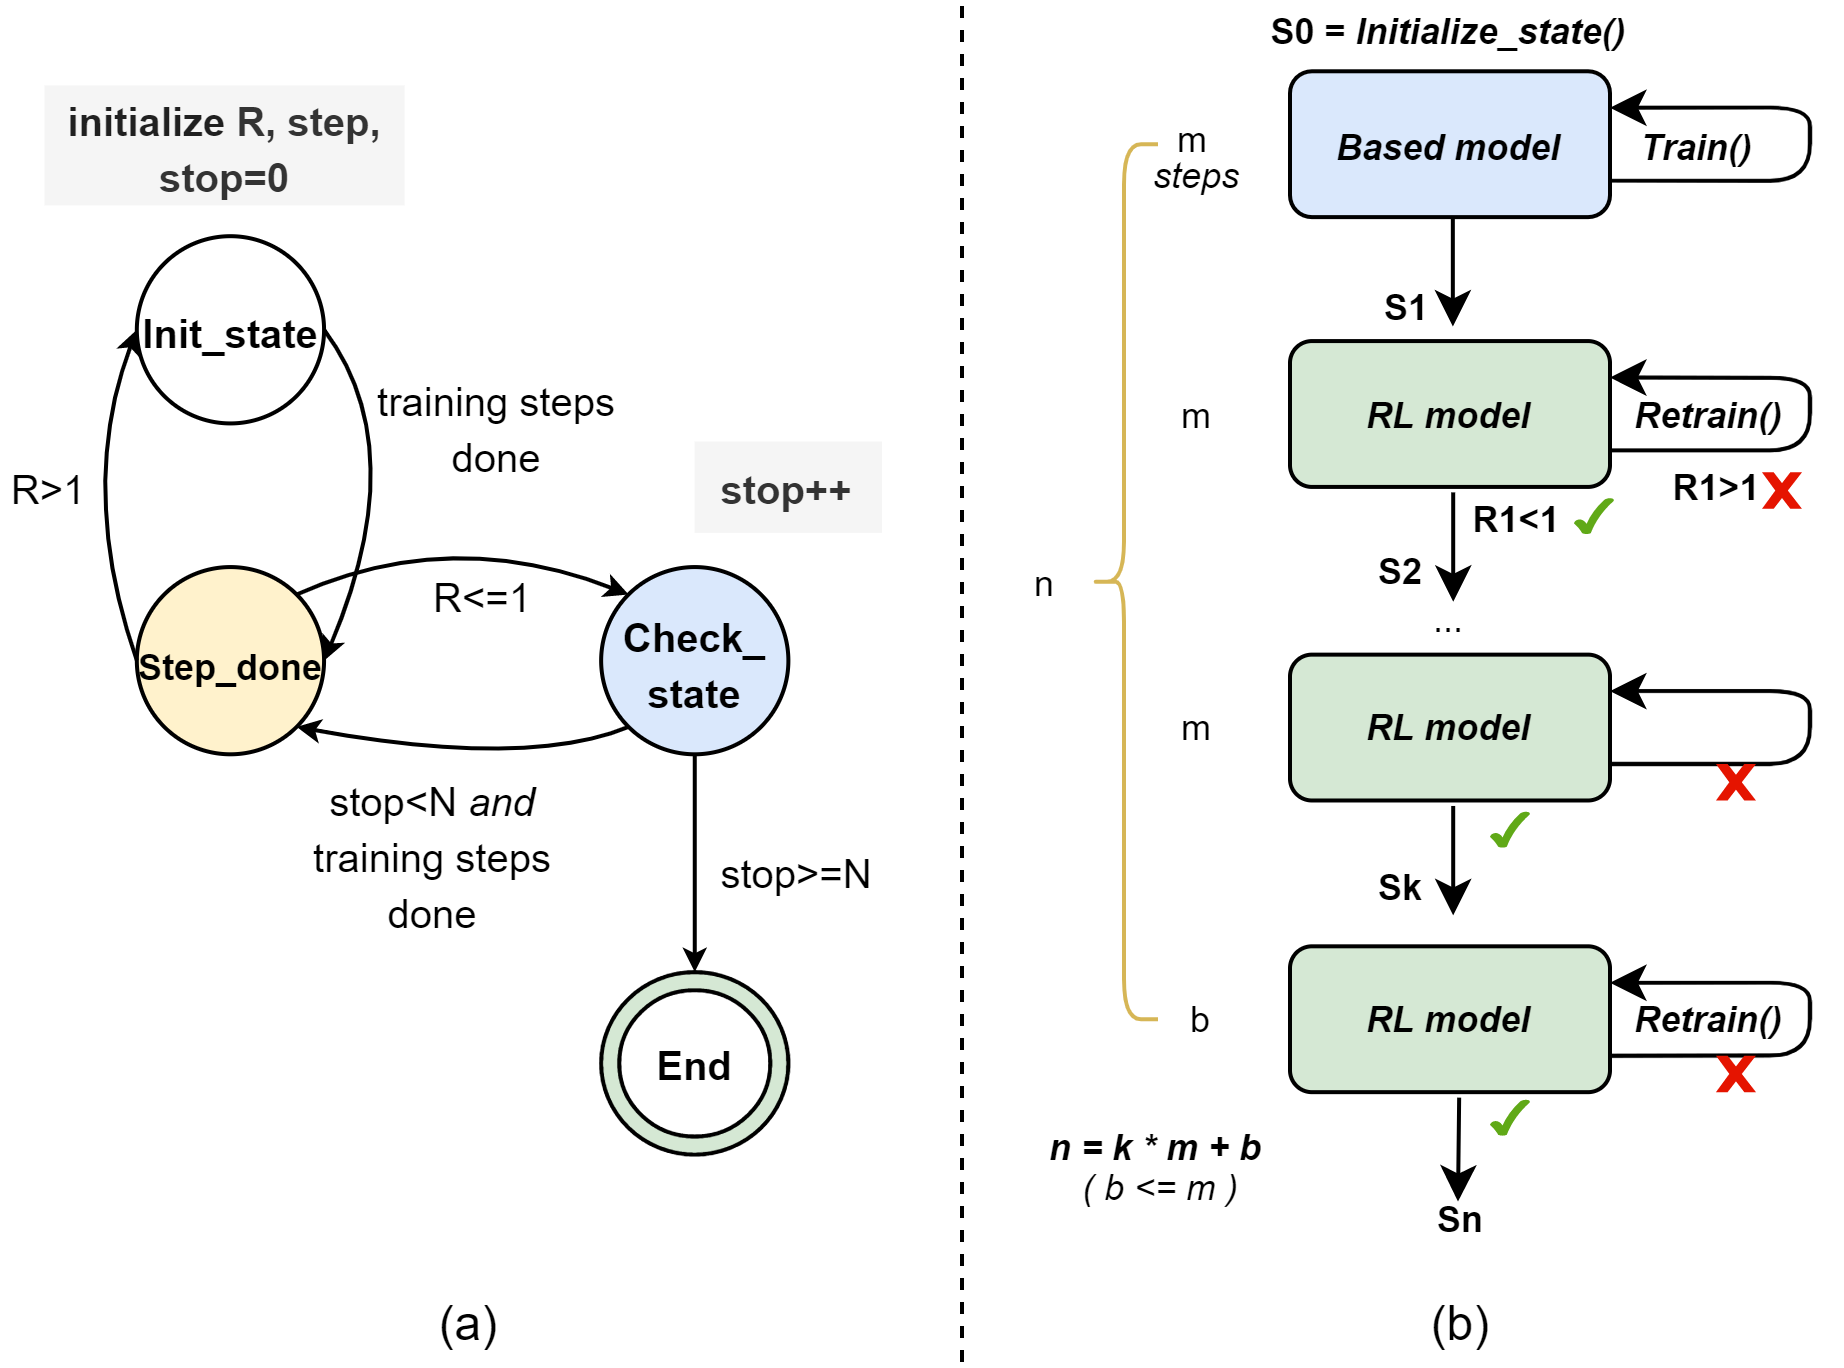 initialize R, step,
stop=0
Init_state
training steps
done
R>1
stop++
R<=1
Step_done
Check_
state
stop<N and
training steps
done
stop>=N
End
(a)
S0 = Initialize_state()
m
steps
Based model
Train()
S1
m
RL model
Retrain()
R1>1
R1<1
S2
...
n
m
RL model
Sk
b
RL model
Retrain()
n = k * m + b
( b <= m )
Sn
(b)